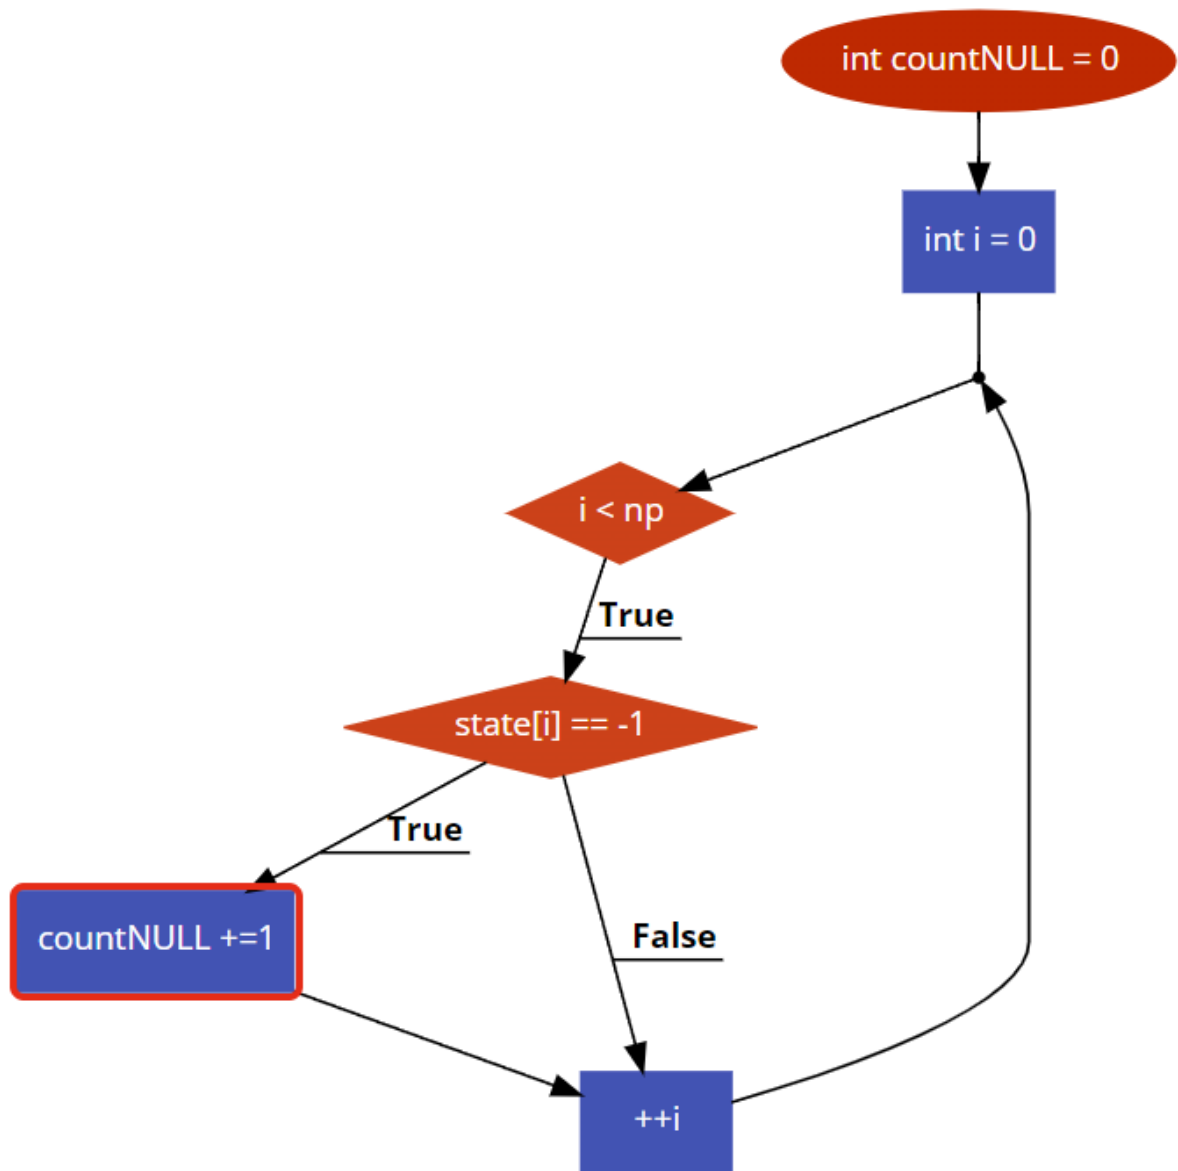 int countNULL = 0
int i = 0
i < np
True
state[i] == -1
True
countNULL +=1
False
++i